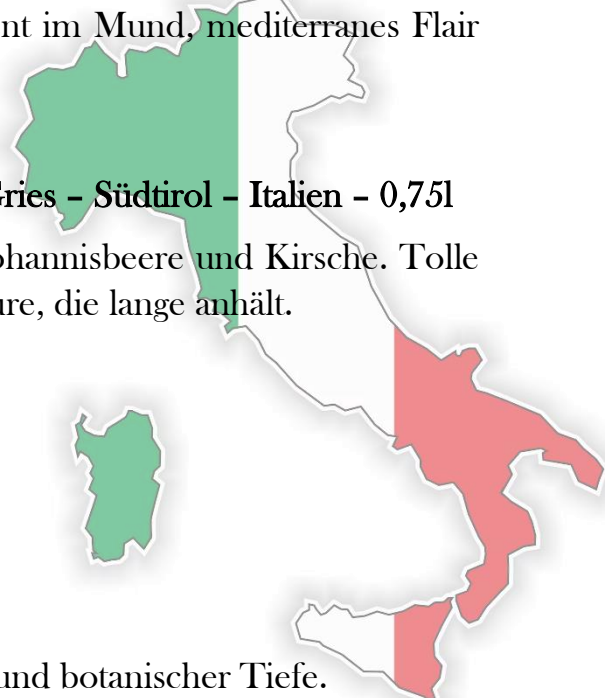 nt im Mund, mediterranes Flair
Gries – Südtirol – Italien – 0,75l
ohannisbeere und Kirsche. Tolle
ure, die lange anhält.
und botanischer Tiefe.